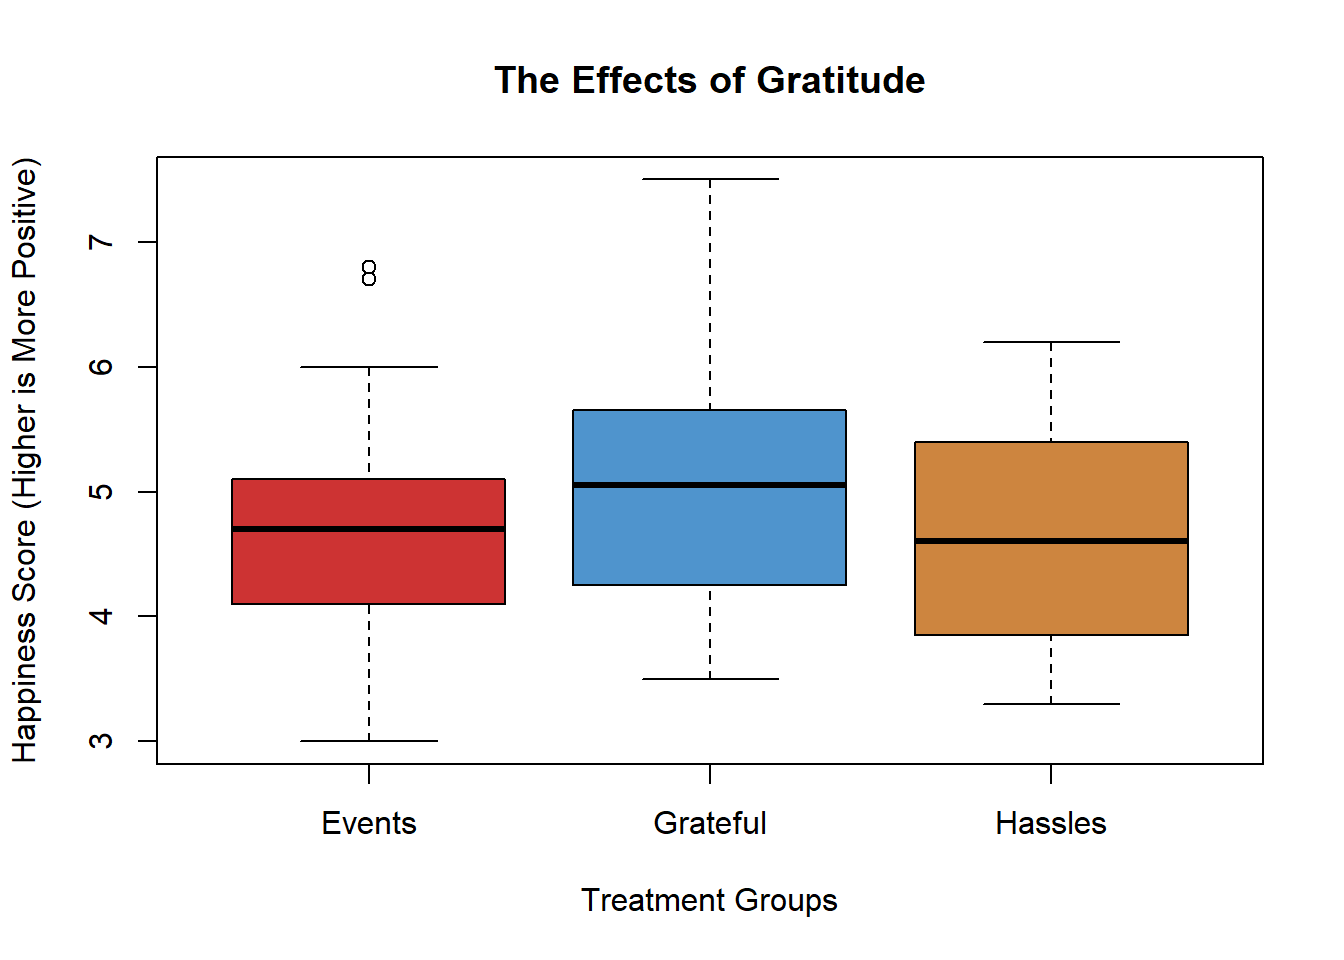 The Effects of Gratitude
Happiness Score (Higher is More Positive)
7
6
5
4
3
Events Grateful Hassles
Treatment Groups